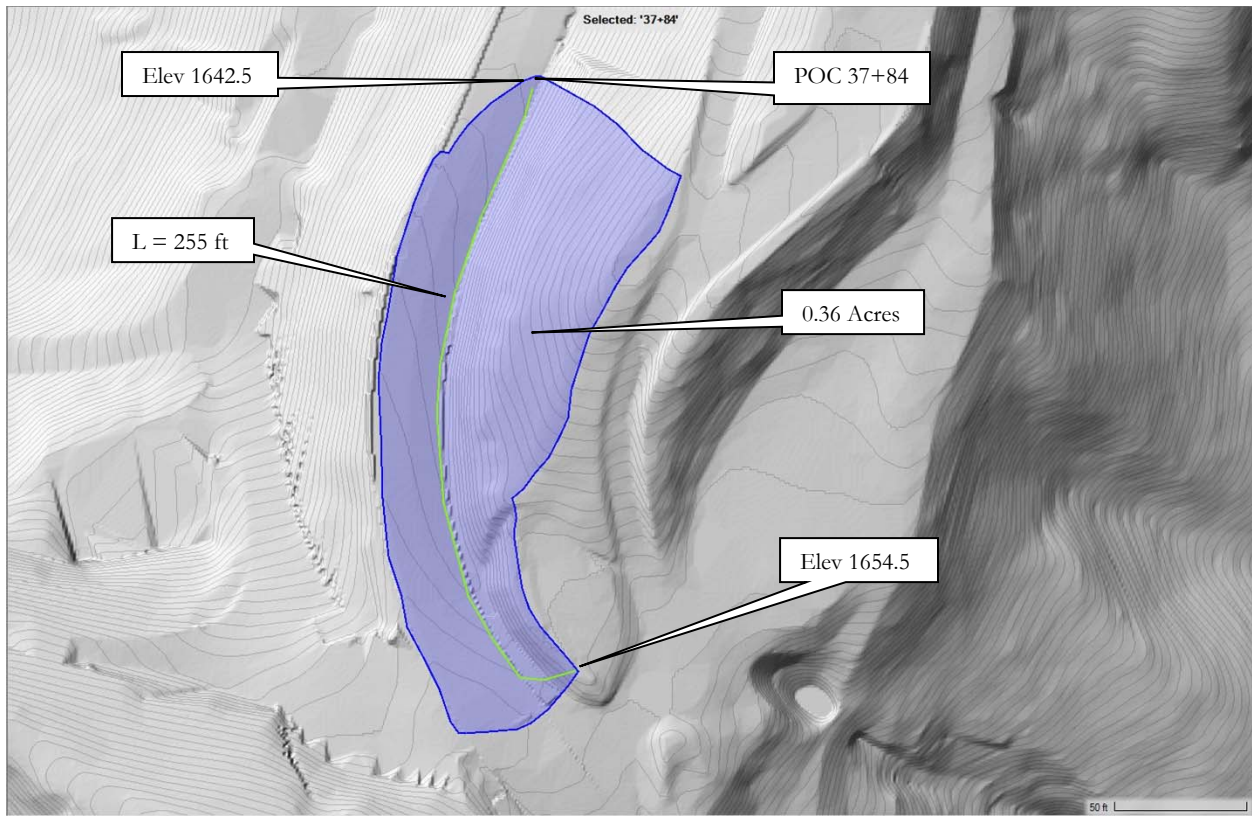 Selected: '37+84'
Elev 1642.5
POC 37+84
L = 255 ft
0.36 Acres
Elev 1654.5
50 ft